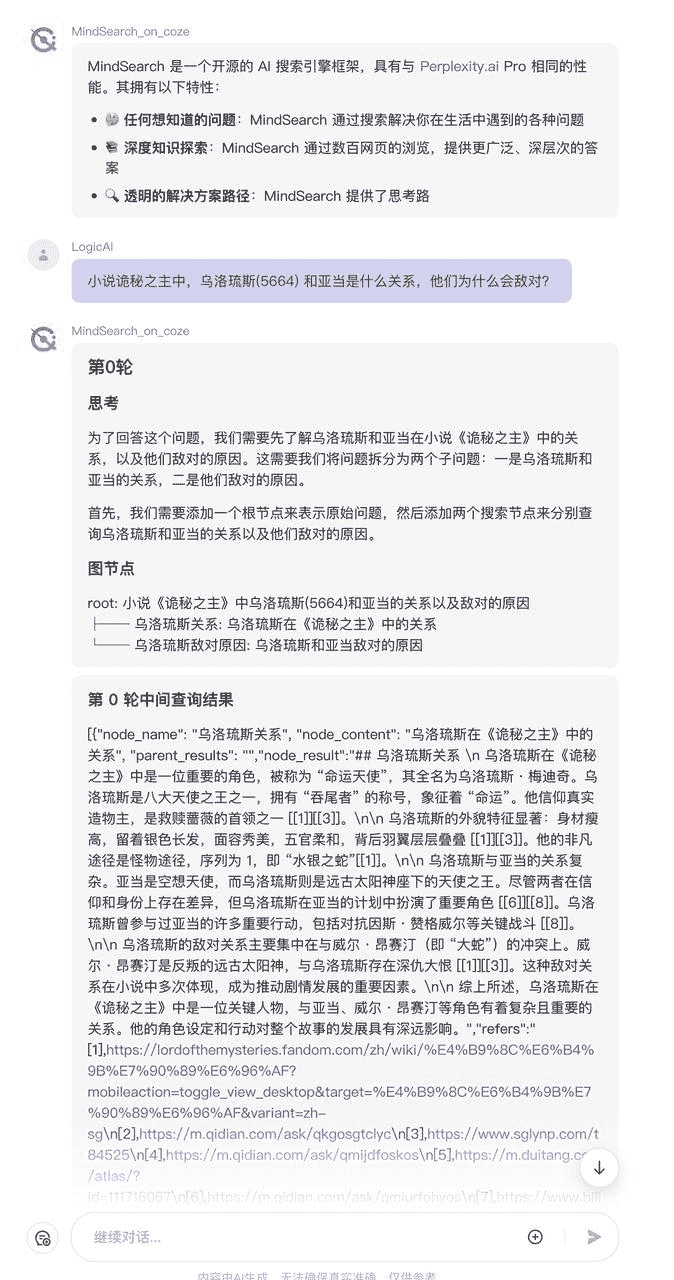 MindSearch_on_coze
MindSearch 是一个开源的 AI 搜索引擎框架，具有与 Perplexity.ai Pro 相同的性
能。其拥有以下特性：
任何想知道的问题：MindSearch 通过搜索解决你在生活中遇到的各种问题
深度知识探索：MindSearch 通过数百网页的浏览，提供更广泛、深层次的答
案
透明的解决方案路径：MindSearch 提供了思考路
LogicAI
小说诡秘之主中，乌洛琉斯(5664) 和亚当是什么关系，他们为什么会敌对？
MindSearch_on_coze
第0轮
思考
为了回答这个问题，我们需要先了解乌洛琉斯和亚当在小说《诡秘之主》中的关
系，以及他们敌对的原因。这需要我们将问题拆分为两个子问题：一是乌洛琉斯和
亚当的关系，二是他们敌对的原因。
首先，我们需要添加一个根节点来表示原始问题，然后添加两个搜索节点来分别查
询乌洛琉斯和亚当的关系以及他们敌对的原因。
图节点
root: 小说《诡秘之主》中乌洛琉斯(5664)和亚当的关系以及敌对的原因
├── 乌洛琉斯关系: 乌洛琉斯在《诡秘之主》中的关系
└── 乌洛琉斯敌对原因: 乌洛琉斯和亚当敌对的原因
第 0 轮中间查询结果
[{"node_name": "乌洛琉斯关系", "node_content": "乌洛琉斯在《诡秘之主》中的
关系", "parent_results": "","node_result":"## 乌洛琉斯关系 \n 乌洛琉斯在《诡秘
之主》中是一位重要的角色，被称为 “命运天使”，其全名为乌洛琉斯 · 梅迪奇。乌
洛琉斯是八大天使之王之一，拥有 “吞尾者” 的称号，象征着 “命运”。他信仰真实
造物主，是救赎蔷薇的首领之一 [[1]][[3]]。\n\n 乌洛琉斯的外貌特征显著：身材瘦
高，留着银色长发，面容秀美，五官柔和，背后羽翼层层叠叠 [[1]][[3]]。他的非凡
途径是怪物途径，序列为 1，即 “水银之蛇”[[1]]。\n\n 乌洛琉斯与亚当的关系复
杂。亚当是空想天使，而乌洛琉斯则是远古太阳神座下的天使之王。尽管两者在信
仰和身份上存在差异，但乌洛琉斯在亚当的计划中扮演了重要角色 [[6]][[8]]。乌洛
琉斯曾参与过亚当的许多重要行动，包括对抗因斯 · 赞格威尔等关键战斗 [[8]]。
\n\n 乌洛琉斯的敌对关系主要集中在与威尔 · 昂赛汀（即 “大蛇”）的冲突上。威
尔 · 昂赛汀是反叛的远古太阳神，与乌洛琉斯存在深仇大恨 [[1]][[3]]。这种敌对
关系在小说中多次体现，成为推动剧情发展的重要因素。\n\n 综上所述，乌洛琉斯在
《诡秘之主》中是一位关键人物，与亚当、威尔 · 昂赛汀等角色有着复杂且重要的
关系。他的角色设定和行动对整个故事的发展具有深远影响。","refers":"
[1],https://lordofthemysteries.fandom.com/zh/wiki/%E4%B9%8C%E6%B4%
9B%E7%90%89%E6%96%AF?
mobileaction=toggle_view_desktop&target=%E4%B9%8C%E6%B4%9B%E7
%90%89%E6%96%AF&variant=zh-
sg\n[2],https://m.qidian.com/ask/qkgosgtclyc\n[3],https://www.sglynp.com/t
84525\n[4],https://m.qidian.com/ask/qmijdfoskos\n[5],https://m.duitang.co
/atlas/?
id=111716067\n[6],https://m.qidian.com/ask/qmiurfohvos\n[7],https://www.bili
继续对话...
内容由AI生成，无法确保真实准确，仅供参考